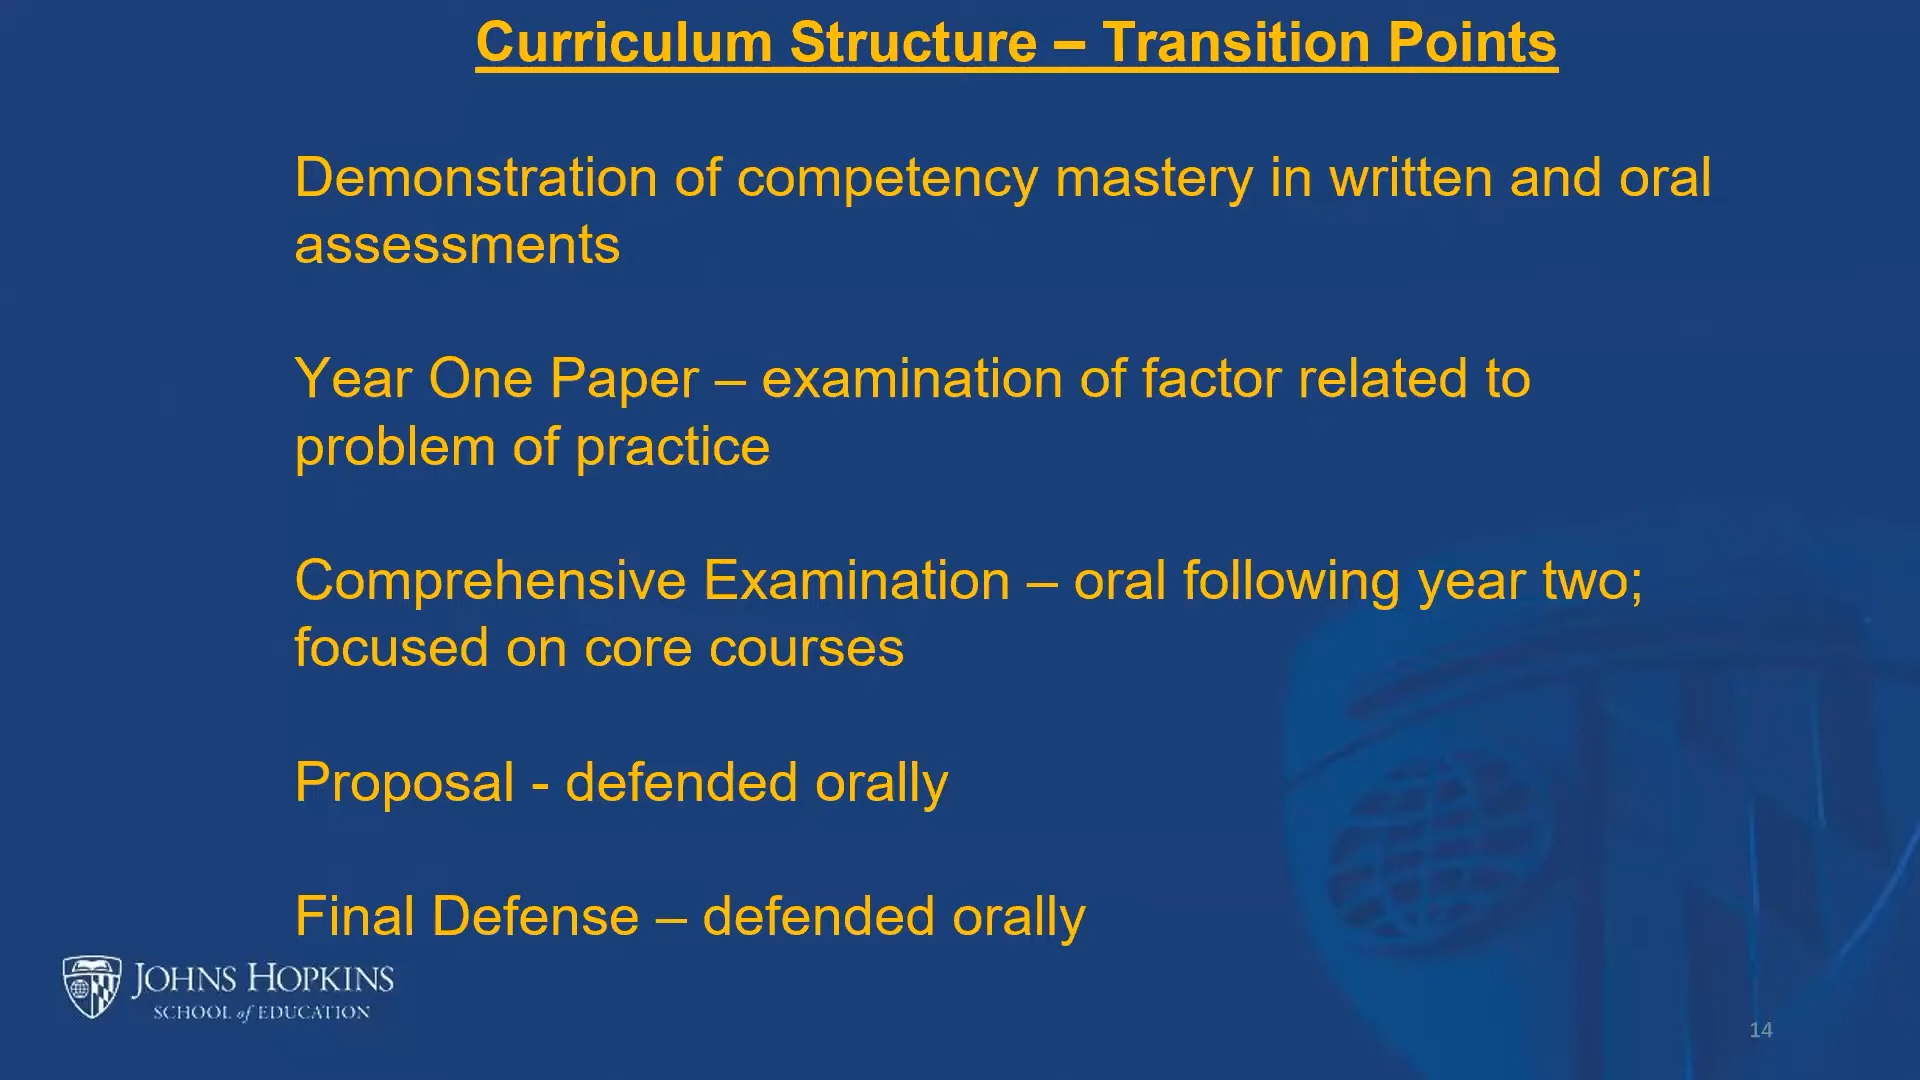 Curriculum Structure – Transition Points
Demonstration of competency mastery in written and oral
assessments
Year One Paper – examination of factor related to
problem of practice
Comprehensive Examination – oral following year two;
focused on core courses
Proposal - defended orally
Final Defense – defended orally
JOHNS HOPKINS
SCHOOL of EDUCATION
14